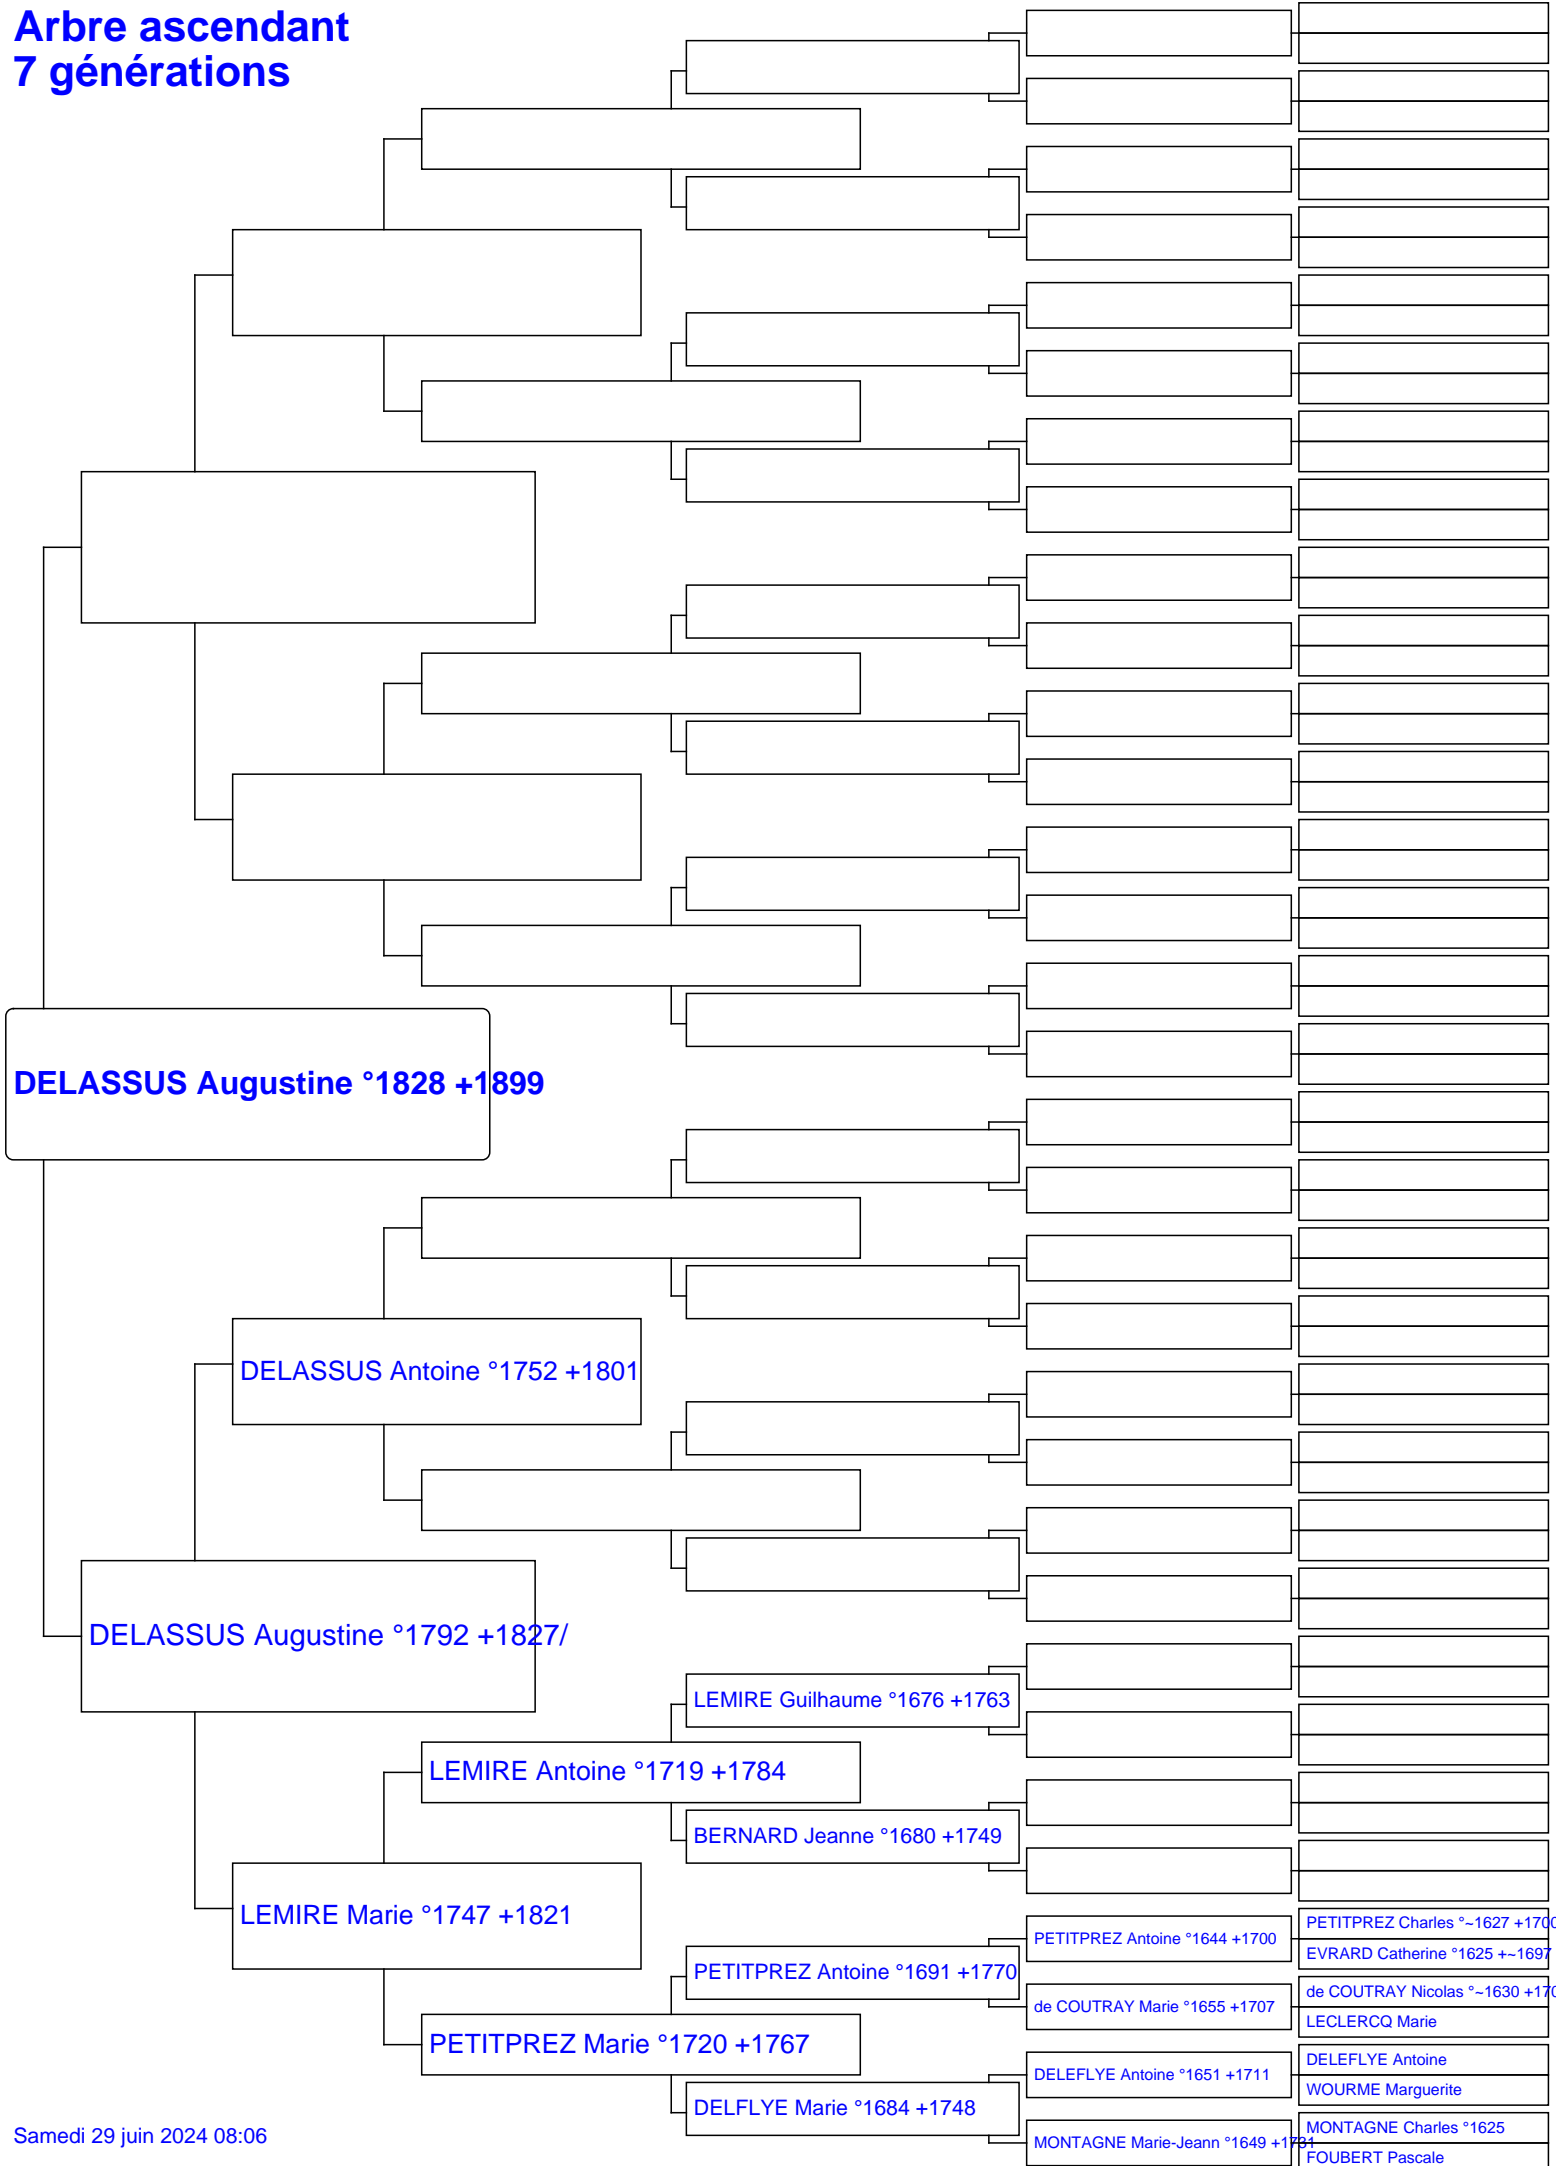 Arbre ascendant
7 générations
DELASSUS Augustine °1828 +1899
DELASSUS Antoine °1752 +1801
DELASSUS Augustine °1792 +1827/
LEMIRE Guilhaume °1676 +1763
LEMIRE Antoine °1719 +1784
BERNARD Jeanne °1680 +1749
LEMIRE Marie °1747 +1821
PETITPREZ Charles °~1627 +1700
PETITPREZ Antoine °1644 +1700
EVRARD Catherine °1625 +~1697
PETITPREZ Antoine °1691 +1770
de COUTRAY Nicolas °~1630 +170
de COUTRAY Marie °1655 +1707
LECLERCQ Marie
PETITPREZ Marie °1720 +1767
DELEFLYE Antoine
DELEFLYE Antoine °1651 +1711
WOURME Marguerite
DELFLYE Marie °1684 +1748
MONTAGNE Charles °1625
MONTAGNE Marie-Jeann °1649 +1731
FOUBERT Pascale
Samedi 29 juin 2024 08:06